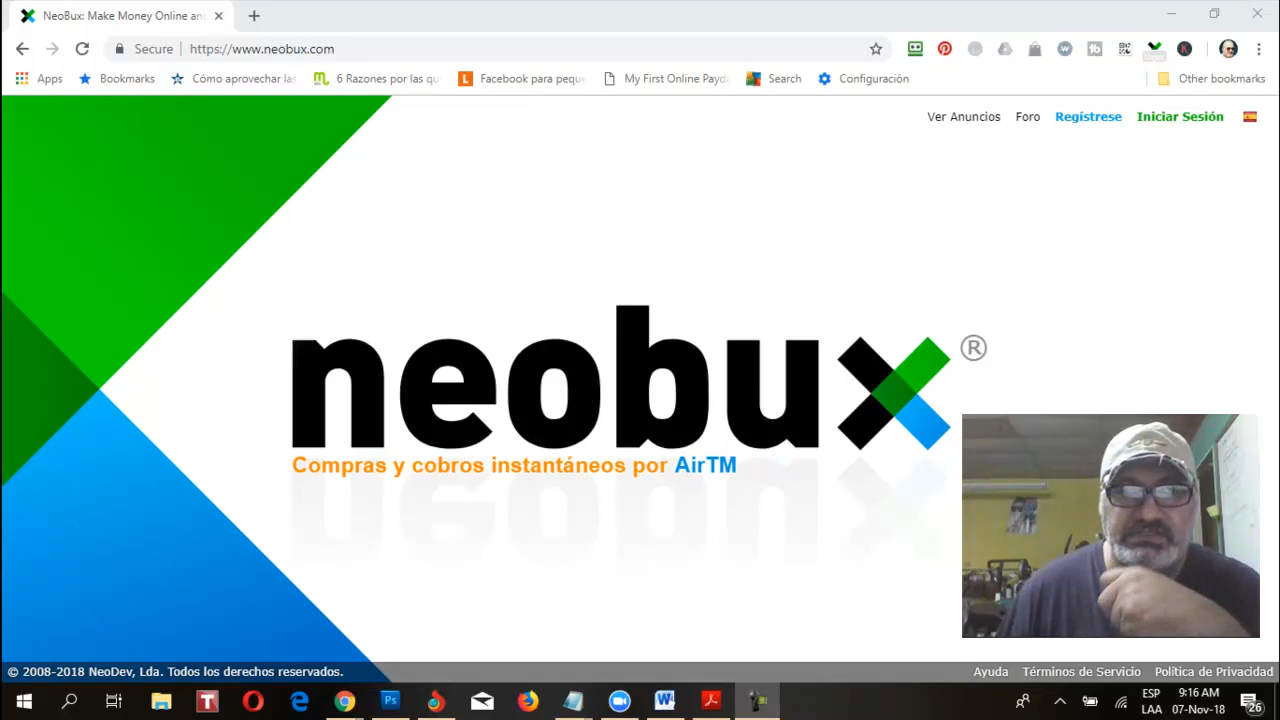 NeoBux: Make Money Online an
Secure
https://www.neobux.com
Apps
Bookmarks
Cómo aprovechar la
6 Razones por las qu
Facebook para peque
My First Online Payd
Search
Configuración
Other bookmarks
Ver Anuncios
Foro
Regístrese
Iniciar Sesión
neobux®
Compras y cobros instantáneos por AirTM
© 2008-2018 NeoDev, Lda. Todos los derechos reservados.
Ayuda
Términos de Servicio
Política de Privacidad
ESP
LAA
9:16 AM
07-Nov-18
26